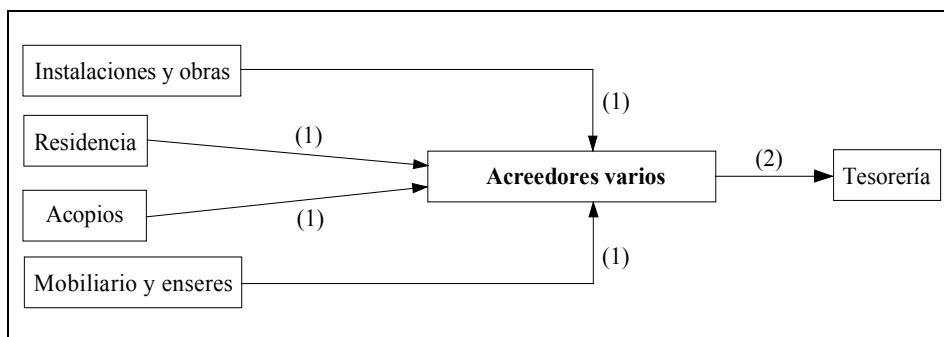 Instalaciones y obras
(1)
Residencia
(1)
(2)
Acreedores varios
Tesorería
Acopios
(1)
(1)
Mobiliario y enseres